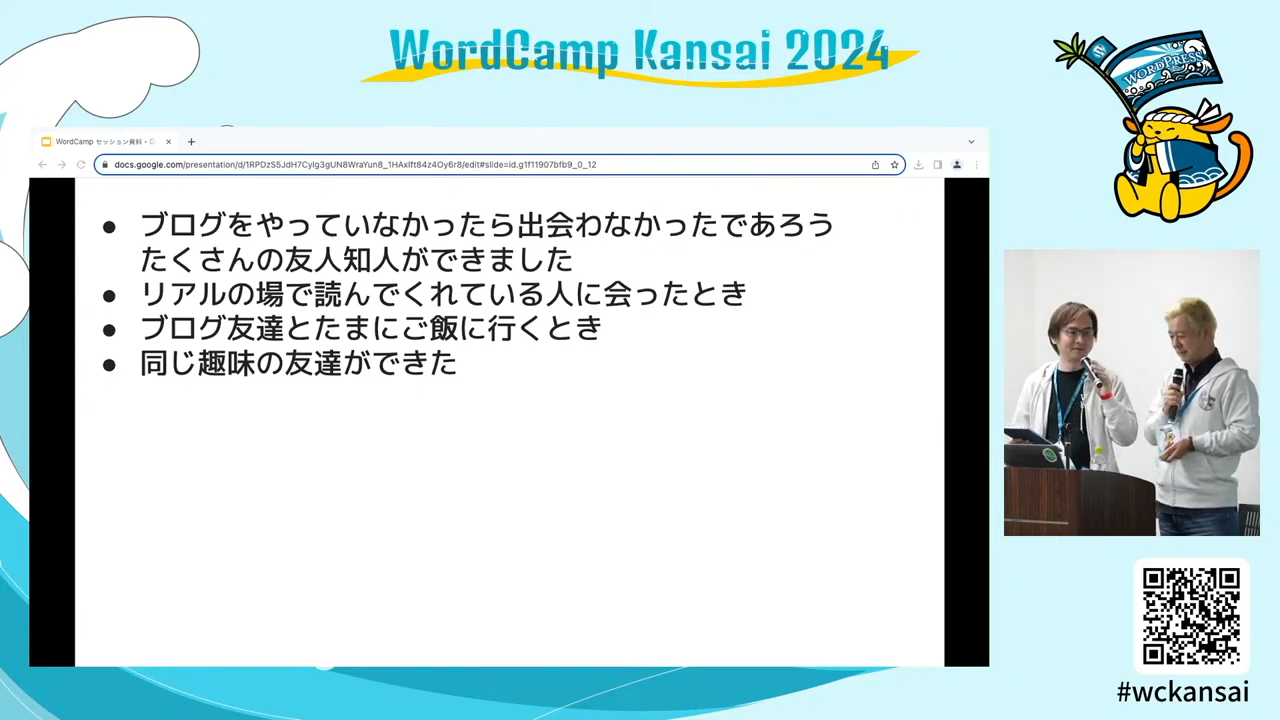 WordCamp Kansai 2024
WORDPRESS
WordCamp セッション資料 - G
docs.google.com/presentation/d/1RPDzS5JdH7CyIg3gUN8WraYun8_1HAxIft84z4Oy6r8/edit#slide=id.g1f11907bfb9_0_12
● ブログをやっていなかったら出会わなかったであろう
たくさんの友人知人ができました
● リアルの場で読んでくれている人に会ったとき
● ブログ友達とたまにご飯に行くとき
● 同じ趣味の友達ができた
#wckansai